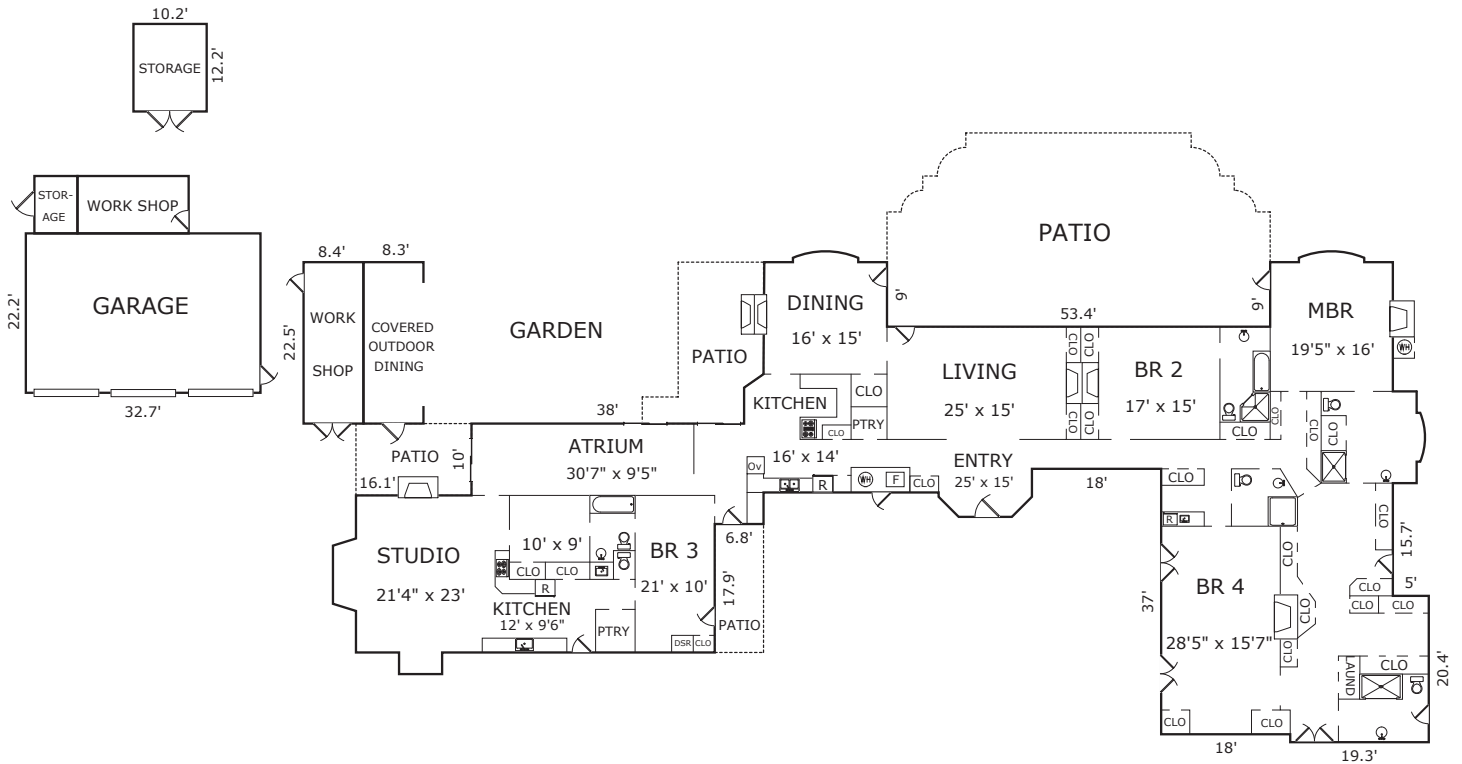 10.2'
STORAGE
12.2'
STOR-
AGE
WORK SHOP
GARAGE
22.2'
32.7'
8.4'
8.3'
WORK
SHOP
22.5'
COVERED
OUTDOOR
DINING
GARDEN
38'
PATIO
PATIO
53.4'
9'
9'
DINING
16' x 15'
KITCHEN
16' x 14'
CLO
PTRY
CLO
Ov
R
WH
F
CLO
LIVING
25' x 15'
CLO
CLO
CLO
CLO
BR 2
17' x 15'
CLO
CLO
MBR
19'5" x 16'
WH
CLO
CLO
ENTRY
25' x 15'
18'
ATRIUM
30'7" x 9'5"
PATIO
10'
16.1'
STUDIO
21'4" x 23'
10' x 9'
CLO
CLO
R
KITCHEN
12' x 9'6"
PTRY
BR 3
21' x 10'
DSR
CLO
6.8'
17.9'
PATIO
CLO
R
CLO
BR 4
28'5" x 15'7"
37'
CLO
CLO
CLO
CLO
18'
CLO
15.7'
5'
CLO
CLO
CLO
LAUND
CLO
20.4'
19.3'